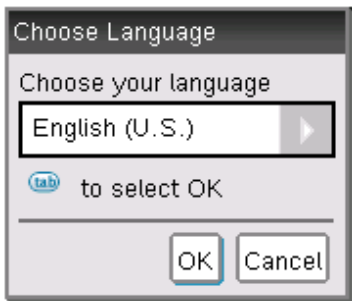 Choose Language
Choose your language
English (U.S.)
tab to select OK
OK Cancel